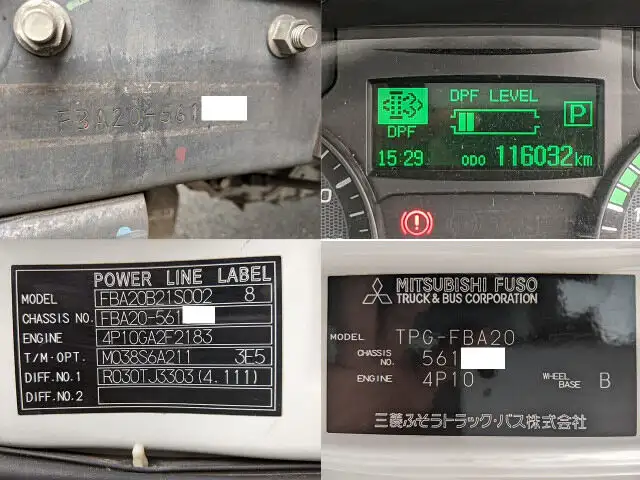 FBA20-561
DPF LEVEL
DPF
P
15:29 ODO 116032 km
POWER LINE LABEL
MODEL FBA20B21S002 8
CHASSIS NO. FBA20-561
ENGINE 4P10GA2F2183
T/M·OPT. M038S6A211 3E5
DIFF.NO.1 R030TJ3303(4.111)
DIFF.NO.2
MITSUBISHI FUSO
TRUCK & BUS CORPORATION
MODEL TPG-FBA20
CHASSIS NO. 561
ENGINE 4P10 WHEEL BASE B
三菱ふそうトラック・バス株式会社